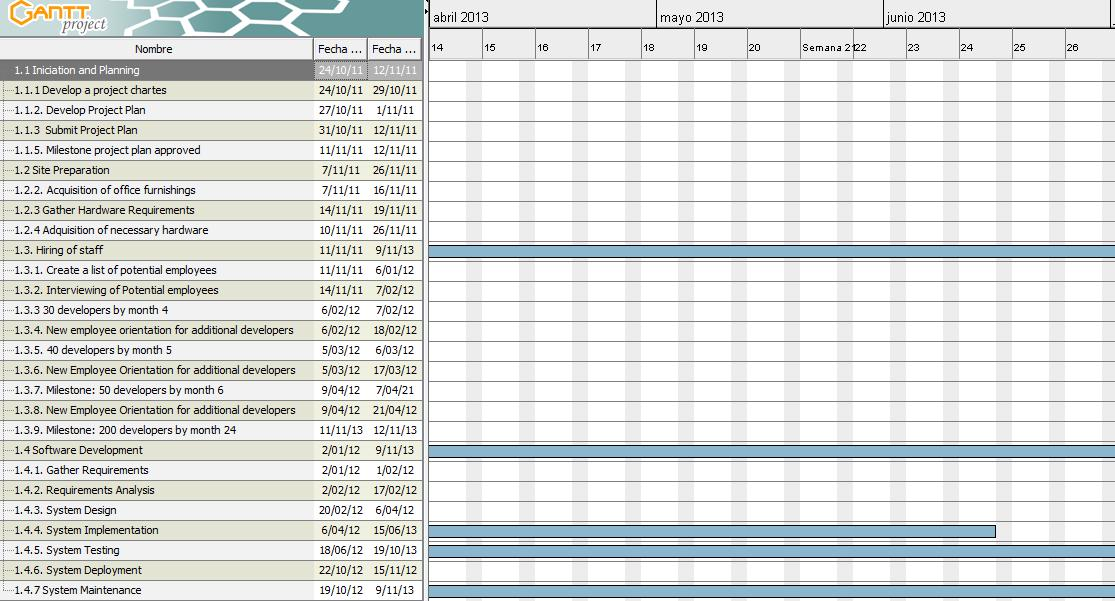 GANTT project
abril 2013 mayo 2013 junio 2013
Nombre Fecha ... Fecha ... 14 15 16 17 18 19 20 Semana 21 22 23 24 25 26
1.1 Iniciation and Planning 24/10/11 12/11/11
1.1.1 Develop a project chartes 24/10/11 29/10/11
1.1.2. Develop Project Plan 27/10/11 1/11/11
1.1.3 Submit Project Plan 31/10/11 12/11/11
1.1.5. Milestone project plan approved 11/11/11 12/11/11
1.2 Site Preparation 7/11/11 26/11/11
1.2.2. Acquisition of office furnishings 7/11/11 16/11/11
1.2.3 Gather Hardware Requirements 14/11/11 19/11/11
1.2.4 Adquisition of necessary hardware 10/11/11 26/11/11
1.3. Hiring of staff 11/11/11 9/11/13
1.3.1. Create a list of potential employees 11/11/11 6/01/12
1.3.2. Interviewing of Potential employees 14/11/11 7/02/12
1.3.3 30 developers by month 4 6/02/12 7/02/12
1.3.4. New employee orientation for additional developers 6/02/12 18/02/12
1.3.5. 40 developers by month 5 5/03/12 6/03/12
1.3.6. New Employee Orientation for additional developers 5/03/12 17/03/12
1.3.7. Milestone: 50 developers by month 6 9/04/12 7/04/21
1.3.8. New Employee Orientation for additional developers 9/04/12 21/04/12
1.3.9. Milestone: 200 developers by month 24 11/11/13 12/11/13
1.4 Software Development 2/01/12 9/11/13
1.4.1. Gather Requirements 2/01/12 1/02/12
1.4.2. Requirements Analysis 2/02/12 17/02/12
1.4.3. System Design 20/02/12 6/04/12
1.4.4. System Implementation 6/04/12 15/06/13
1.4.5. System Testing 18/06/12 19/10/13
1.4.6. System Deployment 22/10/12 15/11/12
1.4.7 System Maintenance 19/10/12 9/11/13